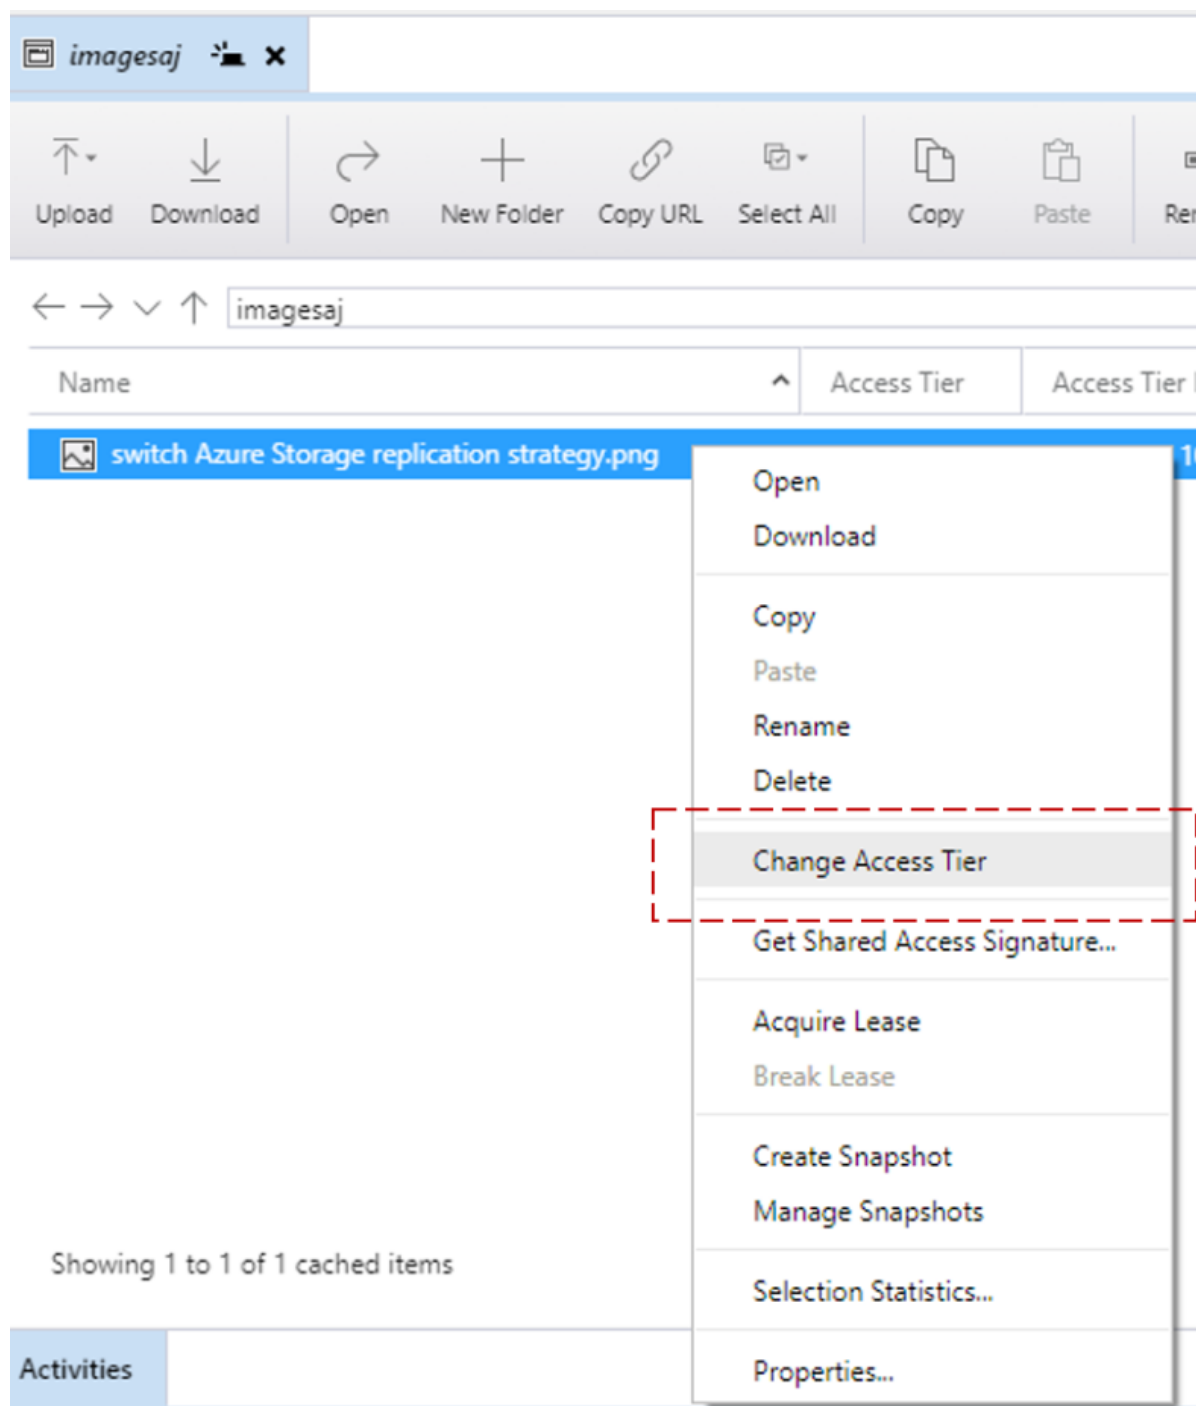 imagesaj
Upload Download Open New Folder Copy URL Select All Copy Paste
imagesaj
Name Access Tier Access Tier
switch Azure Storage replication strategy.png
Open
Download
Copy
Paste
Rename
Delete
Change Access Tier
Get Shared Access Signature...
Acquire Lease
Break Lease
Create Snapshot
Manage Snapshots
Showing 1 to 1 of 1 cached items
Selection Statistics...
Activities
Properties...